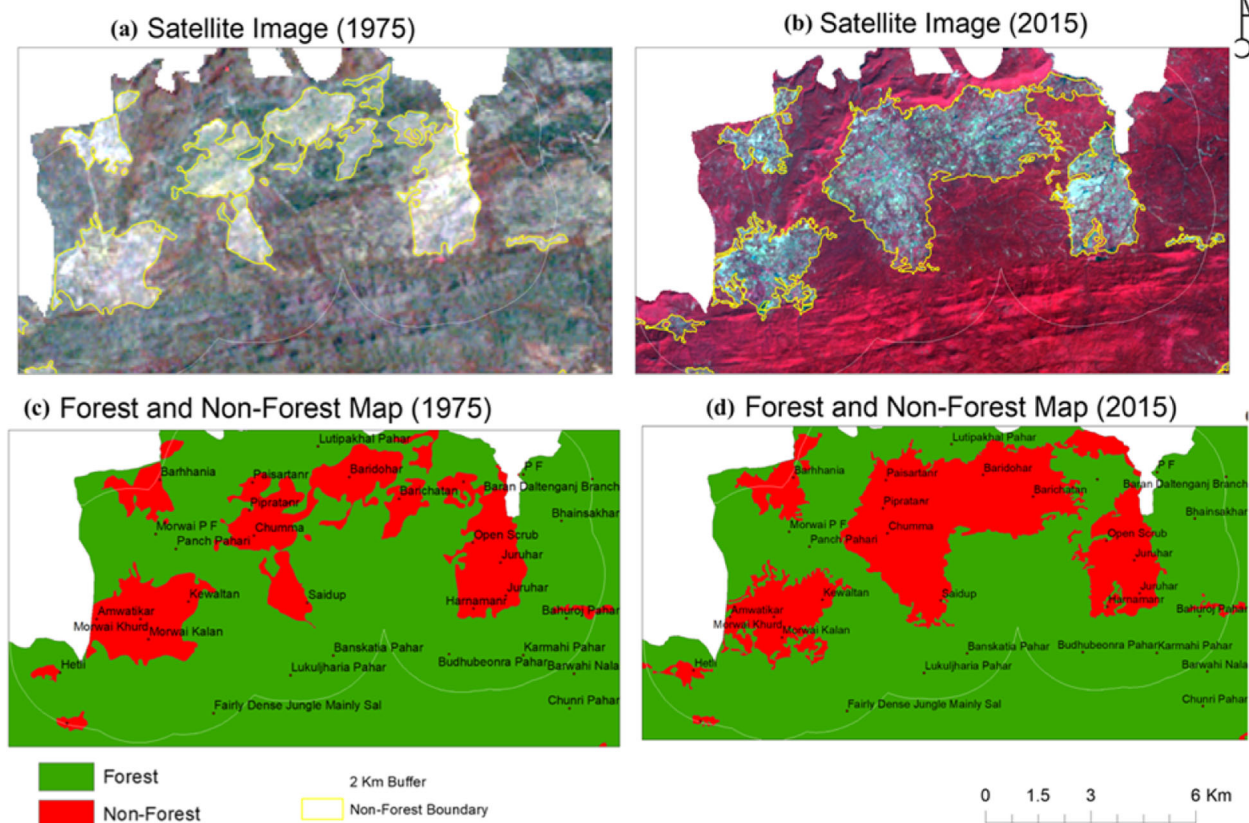 (a) Satellite Image (1975)
(b) Satellite Image (2015)
(c) Forest and Non-Forest Map (1975)
Lutipakhal Pahar
Barhhania
Paisartanr
Baridohar
P F
Baran Daltenganj Branch
Barichatan
Pipratanr
Bhainsakhar
Morwai P F
Chumma
Open Scrub
Panch Pahari
Juruhar
Kewaltan
Saidup
Juruhar
Harnamanr
Amwatikar
Bahuroj Pahar
Morwai Khurd
Morwai Kalan
Banskatia Pahar
Budhubeonra Pahar
Karmahi Pahar
Hetli
Lukuljharia Pahar
Barwahi Nala
Fairly Dense Jungle Mainly Sal
Chunri Pahar
(d) Forest and Non-Forest Map (2015)
Lutipakhal Pahar
Barhhania
Paisartanr
Baridohar
P F
Baran Daltenganj Branch
Barichatan
Pipratanr
Bhainsakhar
Morwai P F
Chumma
Open Scrub
Panch Pahari
Juruhar
Kewaltan
Saidup
Juruhar
Harnamanr
Amwatikar
Bahuroj Pahar
Morwai Khurd
Morwai Kalan
Banskatia Pahar
Budhubeonra Pahar
Karmahi Pahar
Hetli
Lukuljharia Pahar
Barwahi Nala
Fairly Dense Jungle Mainly Sal
Chunri Pahar
Forest
Non-Forest
2 Km Buffer
Non-Forest Boundary
0 1.5 3 6 Km